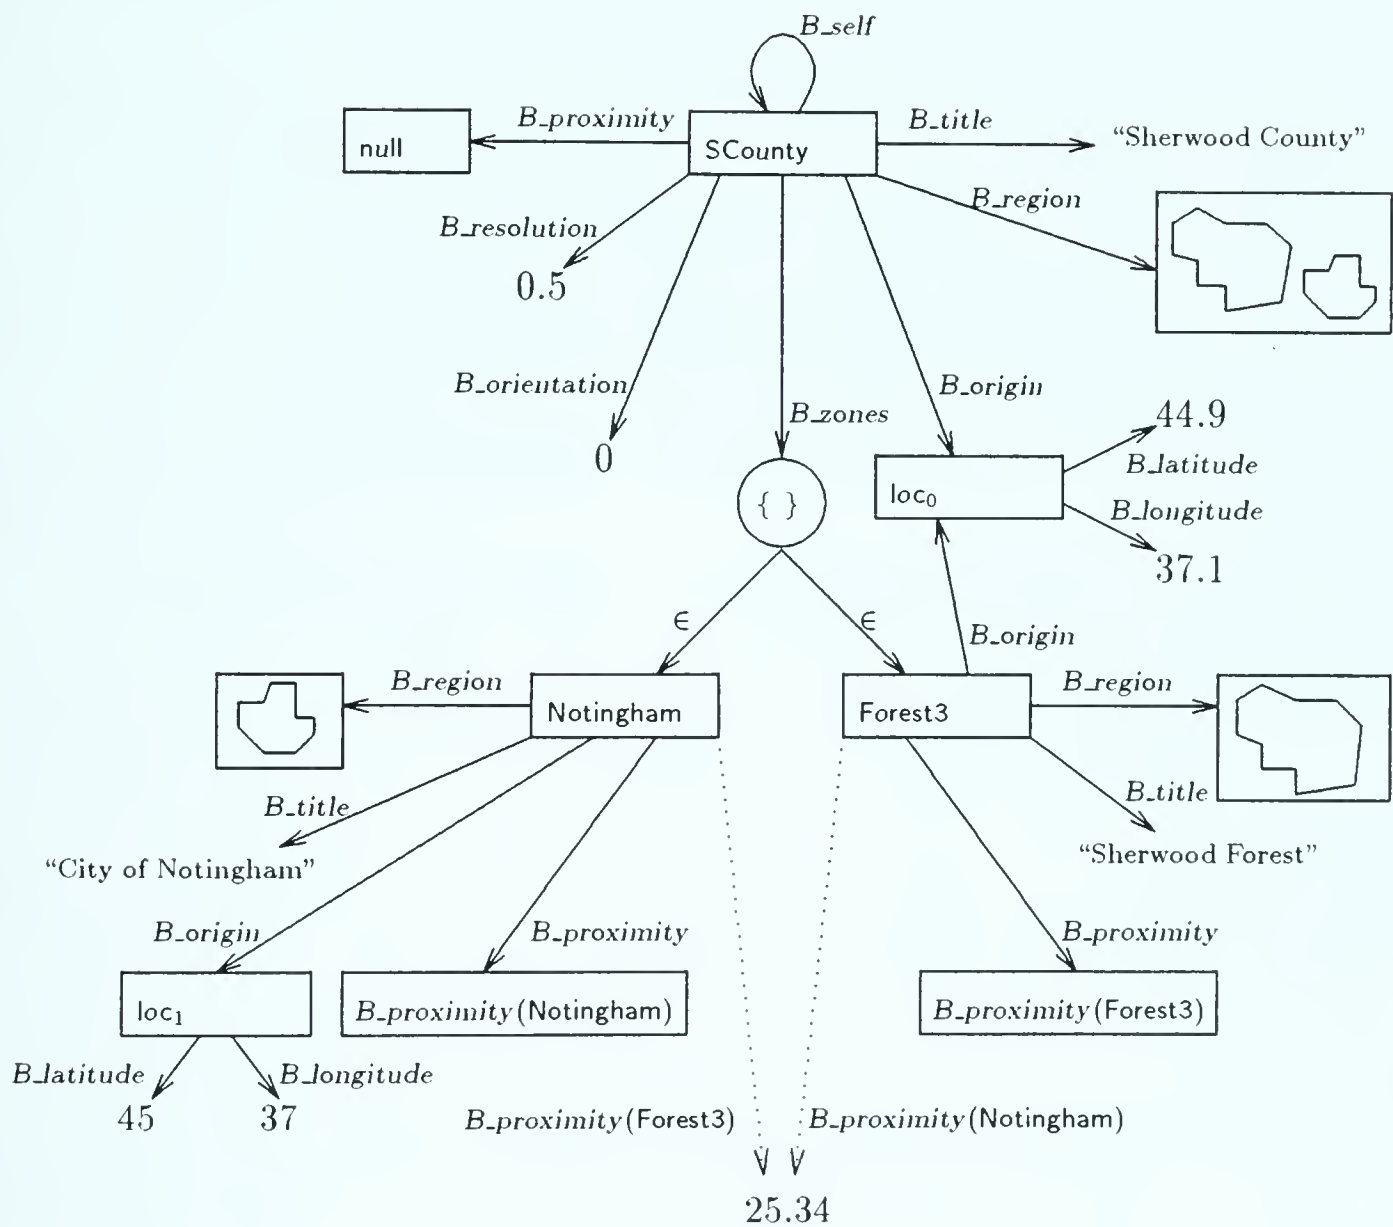 B_self
B_proximity
B_title
null
SCounty
“Sherwood County”
B_region
B_resolution
0.5
B_orientation
B_origin
B_zones
44.9
0
B_latitude
{ }
loc₀
B_longitude
37.1
∈
∈
B_origin
B_region
B_region
Notingham
Forest3
B_title
B_title
“City of Notingham”
“Sherwood Forest”
B_origin
B_proximity
B_proximity
loc₁
B_proximity(Notingham)
B_proximity(Forest3)
B_latitude
B_longitude
45
37
B_proximity(Forest3)
B_proximity(Notingham)
25.34